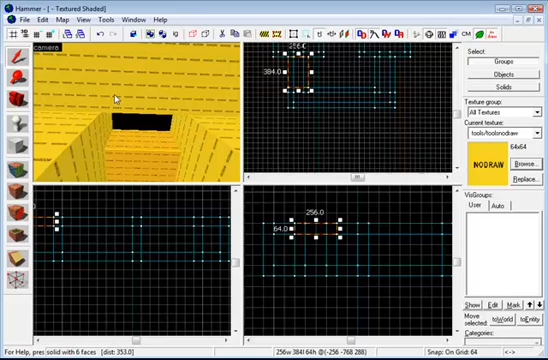 Hammer - [ - Textured Shaded]
File Edit Map View Tools Window Help
camera
256.0
384.0
256.0
64.0
Select:
Groups
Objects
Solids
Texture group:
All Textures
Current texture:
tools/toolsnodraw
64x64
NODRAW
Browse...
Replace...
VisGroups:
User Auto
Show Edit Mark
Move selected:
toWorld toEntity
Categories:
For Help, press solid with 6 faces [dist: 353.0] 256w 384l 64h @(-256 -768 288) Snap: On Grid: 64 <->